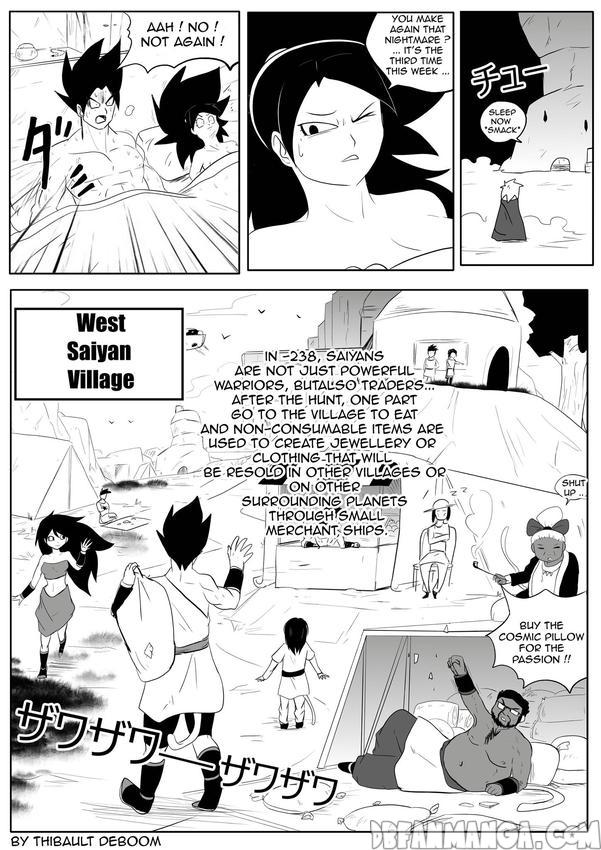 AAH ! NO !
NOT AGAIN !
ダッ
YOU MAKE
AGAIN THAT
NIGHTMARE ?
... IT'S THE
THIRD TIME
THIS WEEK ...
チュー
SLEEP
NOW
"SMACK"
West
Saiyan
Village
IN -238, SAIYANS
ARE NOT JUST POWERFUL
WARRIORS, BUTALSO TRADERS...
AFTER THE HUNT, ONE PART
GO TO THE VILLAGE TO EAT
AND NON-CONSUMABLE ITEMS ARE
USED TO CREATE JEWELLERY OR
CLOTHING THAT WILL
BE RESOLD IN OTHER VILLAGES OR
ON OTHER
SURROUNDING PLANETS
THROUGH SMALL
MERCHANT SHIPS.
SHUT
UP ...
BUY THE
COSMIC PILLOW
FOR THE
PASSION !!
ザワザワーザワザワ
BY THIBAULT DEBOOM
DBFANMANGA.COM